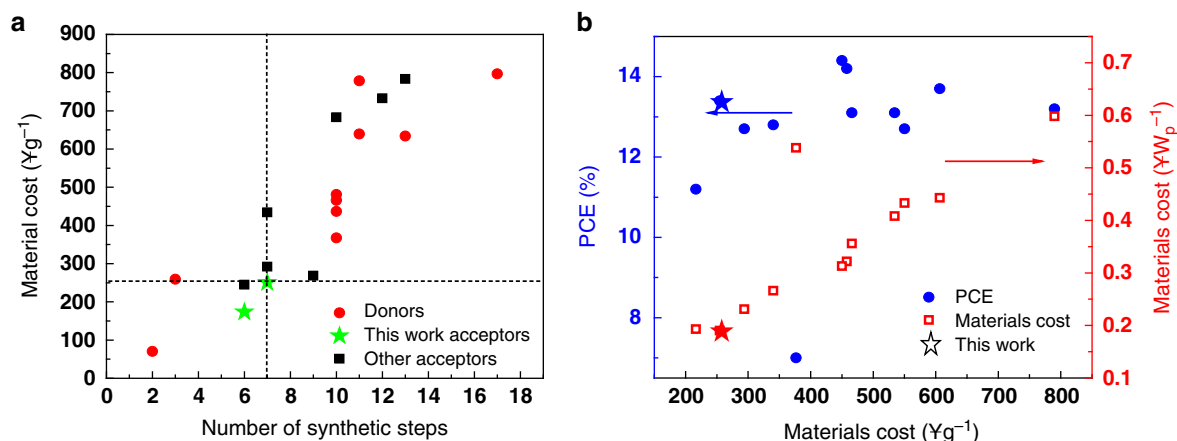 a
900
800
700
600
500
400
300
200
100
0
Material cost (¥g⁻¹)
0 2 4 6 8 10 12 14 16 18
Number of synthetic steps
Donors
This work acceptors
Other acceptors
b
14
12
10
8
PCE (%)
0.7
0.6
0.5
0.4
0.3
0.2
0.1
Materials cost (¥Wₚ⁻¹)
200 300 400 500 600 700 800
Materials cost (¥g⁻¹)
PCE
Materials cost
This work